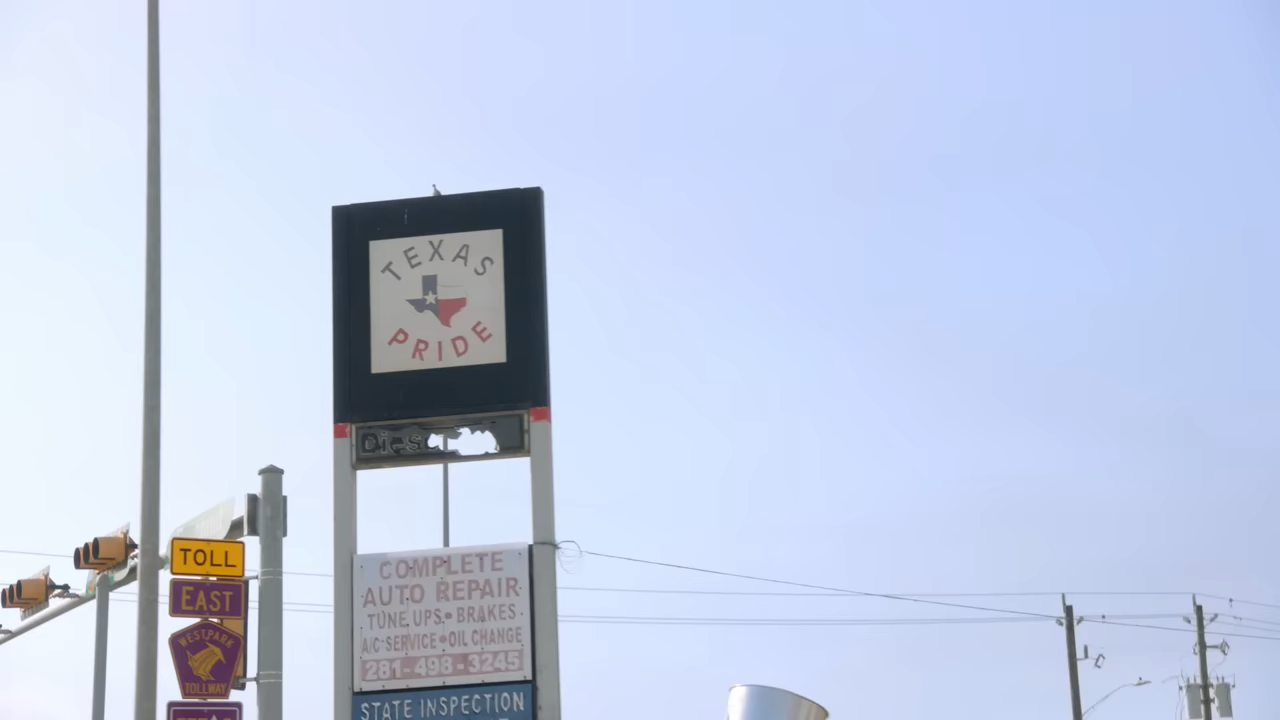 TEXAS
PRIDE
COMPLETE
AUTO REPAIR
TUNE UPS • BRAKES
A/C SERVICE • OIL CHANGE
281-498-3245
STATE INSPECTION
TOLL
EAST
WESTPARK
TOLLWAY